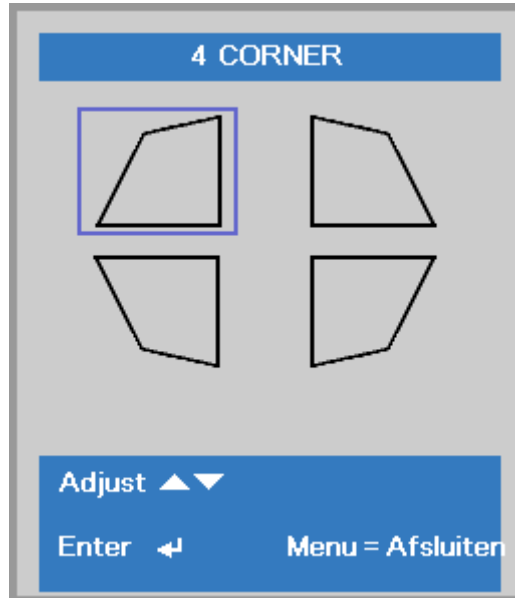 4 CORNER
Adjust ▲▼
Enter ↵
Menu = Afsluiten